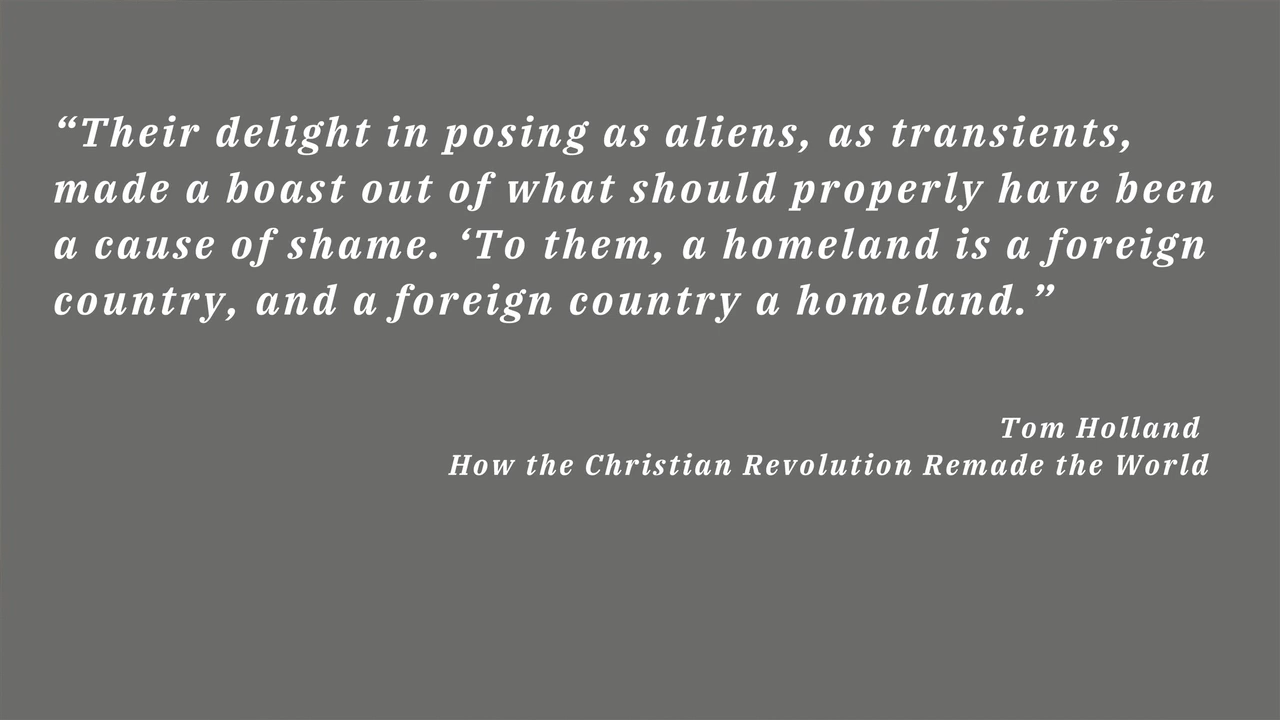 “Their delight in posing as aliens, as transients,
made a boast out of what should properly have been
a cause of shame. ‘To them, a homeland is a foreign
country, and a foreign country a homeland.”
Tom Holland
How the Christian Revolution Remade the World